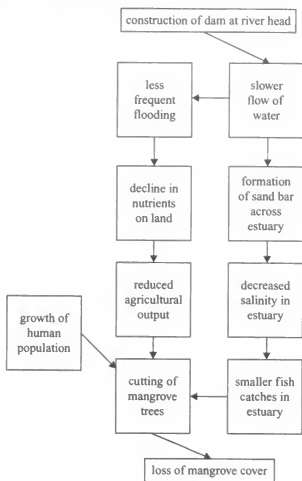 construction of dam at river head
less
frequent
flooding
slower
flow of
water
decline in
nutrients
on land
formation
of sand bar
across
estuary
growth of
human
population
reduced
agricultural
output
decreased
salinity in
estuary
cutting of
mangrove
trees
smaller fish
catches in
estuary
loss of mangrove cover